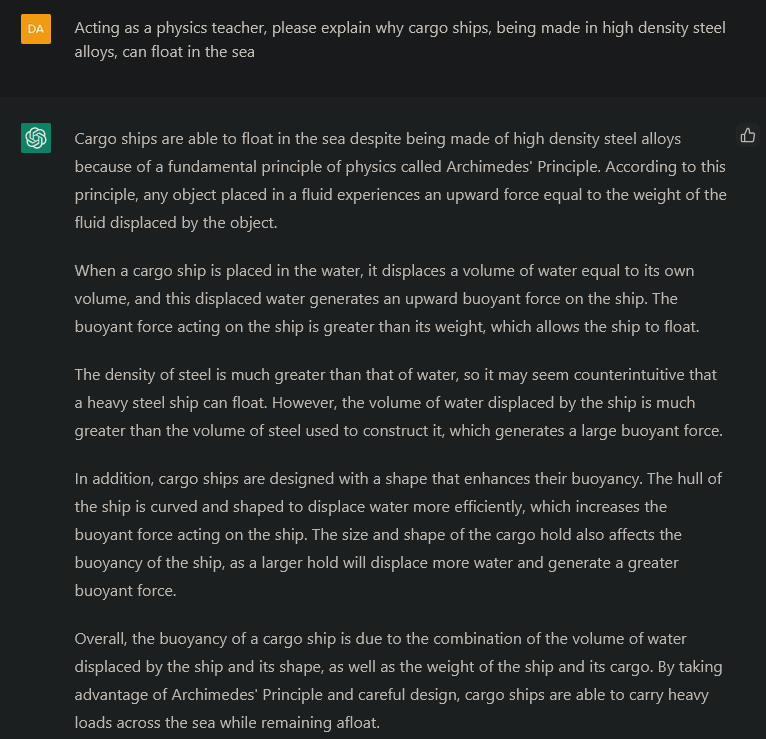 DA
Acting as a physics teacher, please explain why cargo ships, being made in high density steel
alloys, can float in the sea
Cargo ships are able to float in the sea despite being made of high density steel alloys
because of a fundamental principle of physics called Archimedes' Principle. According to this
principle, any object placed in a fluid experiences an upward force equal to the weight of the
fluid displaced by the object.
When a cargo ship is placed in the water, it displaces a volume of water equal to its own
volume, and this displaced water generates an upward buoyant force on the ship. The
buoyant force acting on the ship is greater than its weight, which allows the ship to float.
The density of steel is much greater than that of water, so it may seem counterintuitive that
a heavy steel ship can float. However, the volume of water displaced by the ship is much
greater than the volume of steel used to construct it, which generates a large buoyant force.
In addition, cargo ships are designed with a shape that enhances their buoyancy. The hull of
the ship is curved and shaped to displace water more efficiently, which increases the
buoyant force acting on the ship. The size and shape of the cargo hold also affects the
buoyancy of the ship, as a larger hold will displace more water and generate a greater
buoyant force.
Overall, the buoyancy of a cargo ship is due to the combination of the volume of water
displaced by the ship and its shape, as well as the weight of the ship and its cargo. By taking
advantage of Archimedes' Principle and careful design, cargo ships are able to carry heavy
loads across the sea while remaining afloat.